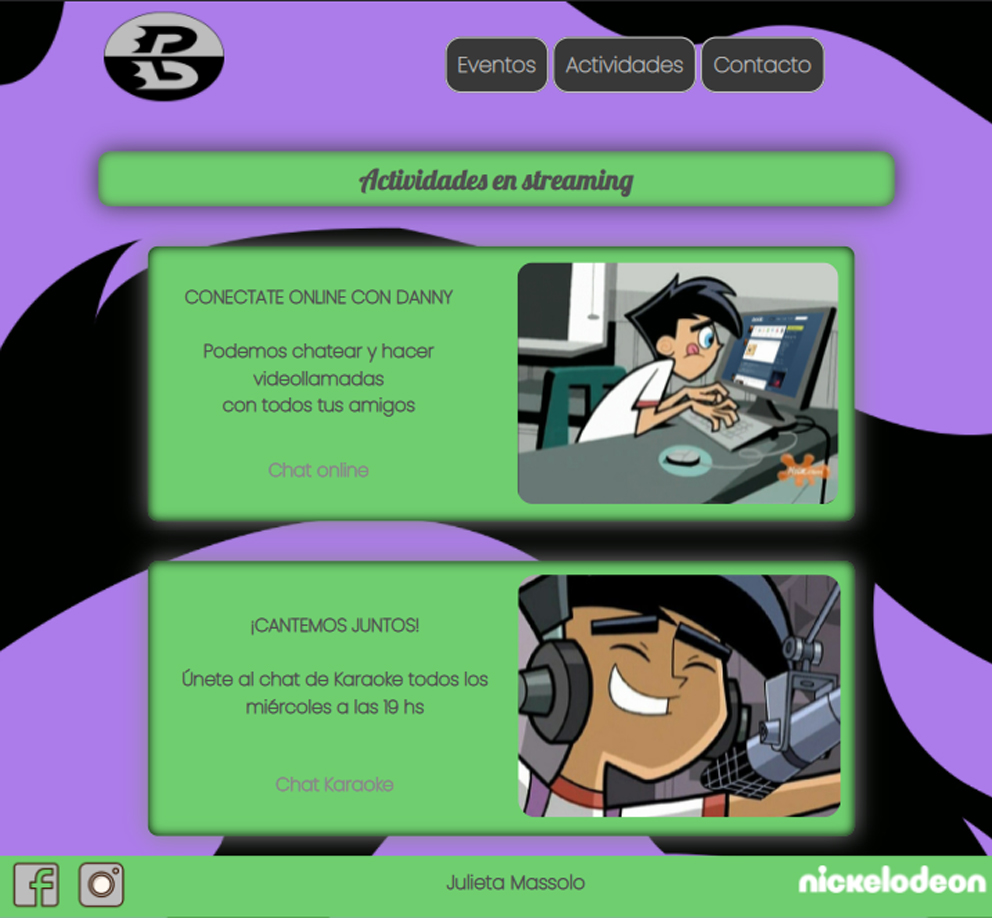 Eventos
Actividades
Contacto
Actividades en streaming
CONECTATE ONLINE CON DANNY
Podemos chatear y hacer
videollamadas
con todos tus amigos
Chat online
¡CANTEMOS JUNTOS!
Únete al chat de Karaoke todos los
miércoles a las 19 hs
Chat Karaoke
Julieta Massolo
nickelodeon